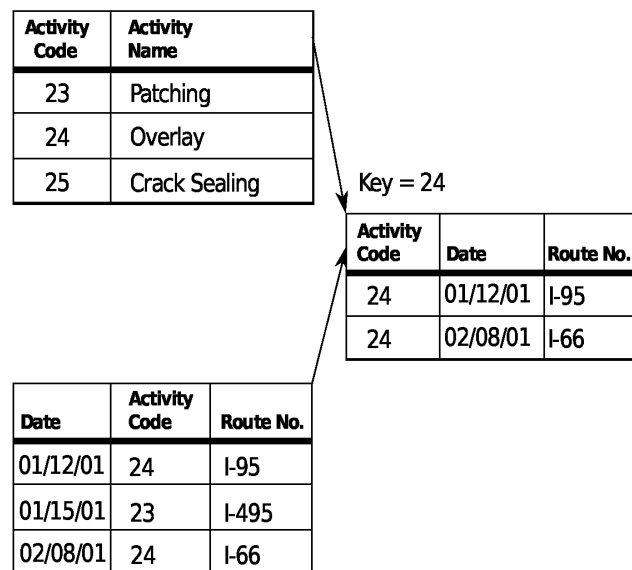 Activity Code Activity Name
23 Patching
24 Overlay
25 Crack Sealing
Key = 24
Activity Code Date Route No.
24 01/12/01 I-95
24 02/08/01 I-66
Date Activity Code Route No.
01/12/01 24 I-95
01/15/01 23 I-495
02/08/01 24 I-66